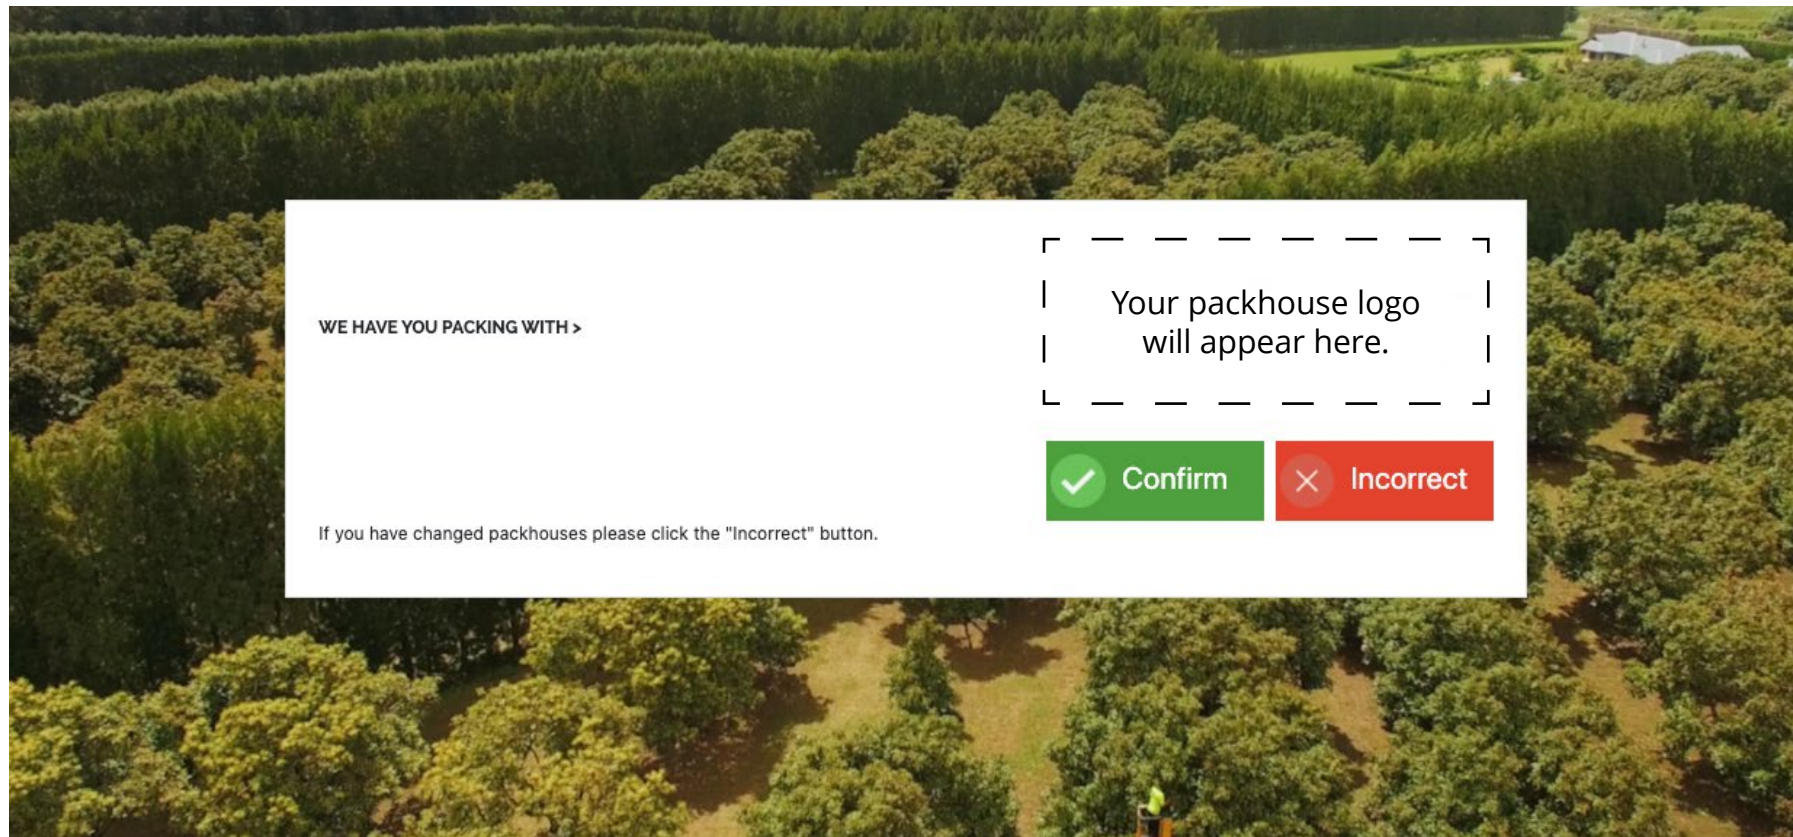 WE HAVE YOU PACKING WITH >
Your packhouse logo
will appear here.
Confirm
Incorrect
If you have changed packhouses please click the "Incorrect" button.